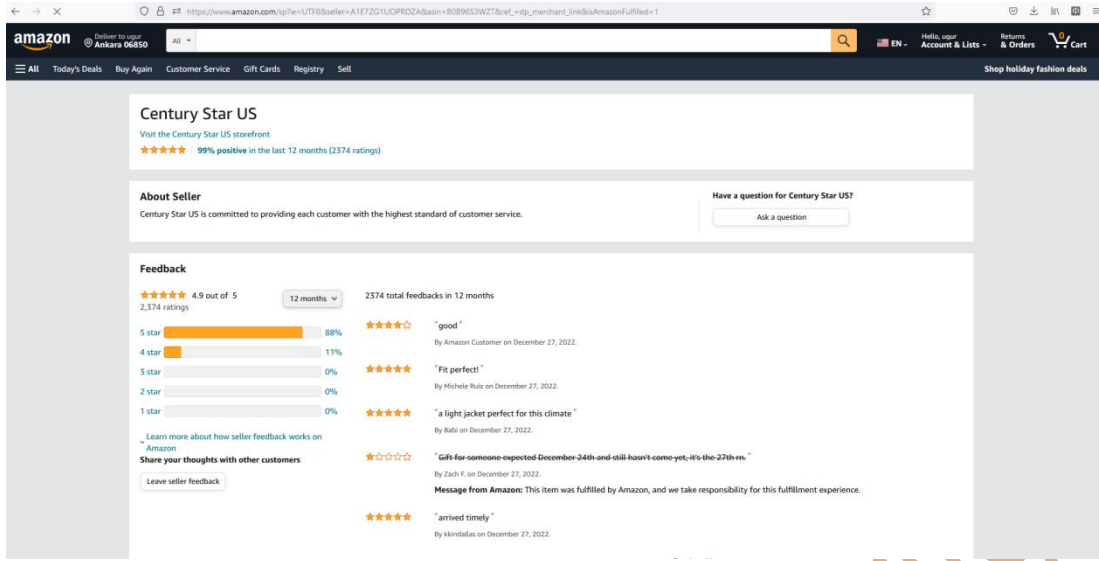 https://www.amazon.com/sp?ie=UTF8&seller=A1E7ZG1UOPRDZA&asin=B0B96S3WZT&ref_=dp_merchant_link&isAmazonFulfilled=1
amazon Deliver to ugur All EN Hello, ugur Returns 0
Ankara 06850 Account & Lists & Orders Cart
All Today's Deals Buy Again Customer Service Gift Cards Registry Sell Shop holiday fashion deals
Century Star US
Visit the Century Star US storefront
99% positive in the last 12 months (2374 ratings)
About Seller
Century Star US is committed to providing each customer with the highest standard of customer service.
Have a question for Century Star US?
Ask a question
Feedback
4.9 out of 5
2,374 ratings
12 months
5 star 88%
4 star 11%
3 star 0%
2 star 0%
1 star 0%
Learn more about how seller feedback works on
Amazon
Share your thoughts with other customers
Leave seller feedback
2374 total feedbacks in 12 months
"good"
By Amazon Customer on December 27, 2022.
"Fit perfect!"
By Michele Ruiz on December 27, 2022.
"a light jacket perfect for this climate"
By Babi on December 27, 2022.
"Gift for someone expected December 24th and still hasn't come yet, it's the 27th rn."
By Zach F. on December 27, 2022.
Message from Amazon: This item was fulfilled by Amazon, and we take responsibility for this fulfillment experience.
"arrived timely"
By kkindallas on December 27, 2022.